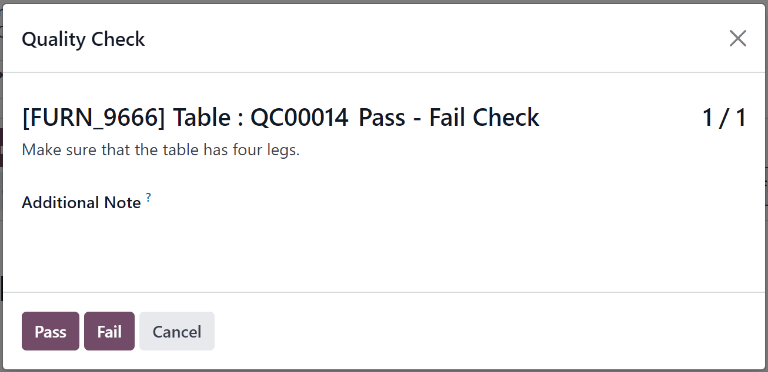 Quality Check
[FURN_9666] Table : QC00014 Pass - Fail Check 1 / 1
Make sure that the table has four legs.
Additional Note ?
Pass Fail Cancel